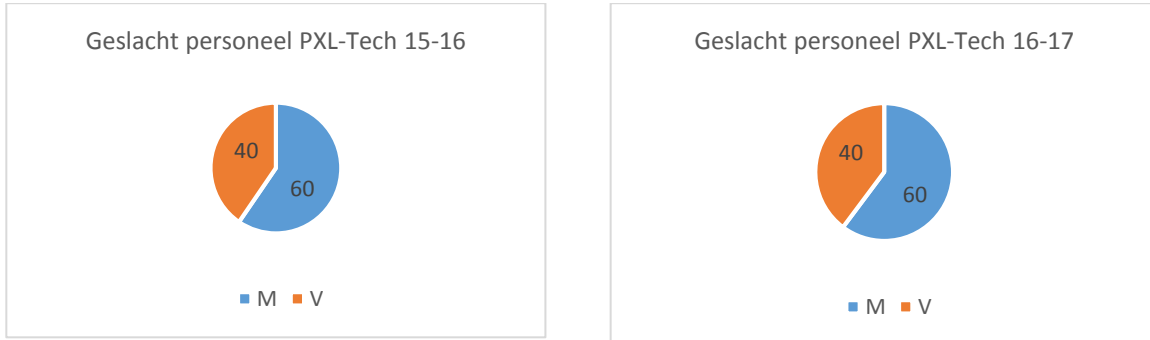 Geslacht personeel PXL-Tech 15-16
40
60
M V
Geslacht personeel PXL-Tech 16-17
40
60
M V